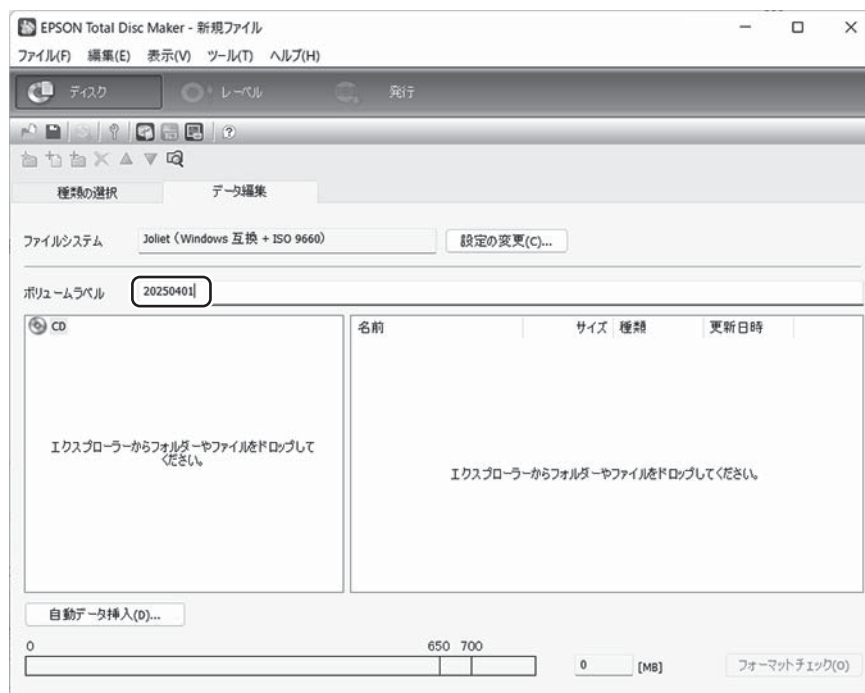 EPSON Total Disc Maker - 新規ファイル
ファイル(F) 編集(E) 表示(V) ツール(T) ヘルプ(H)
ディスク レーベル 発行
種類の選択 データ編集
ファイルシステム Joliet (Windows 互換 + ISO 9660) 設定の変更(C)...
ボリュームラベル 20250401
CD 名前 サイズ 種類 更新日時
エクスプローラーからフォルダーやファイルをドロップして
ください。
エクスプローラーからフォルダーやファイルをドロップしてください。
自動データ挿入(D)...
0 650 700
0 [MB] フォーマットチェック(O)